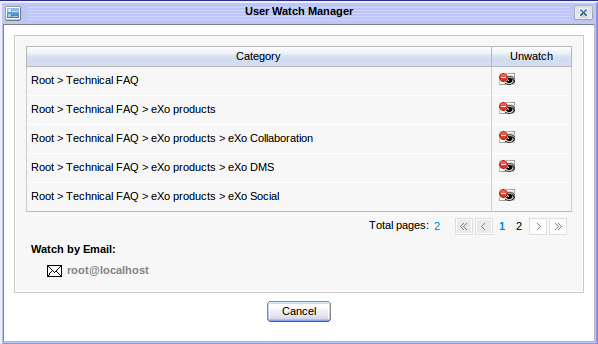 User Watch Manager
Category Unwatch
Root > Technical FAQ
Root > Technical FAQ > eXo products
Root > Technical FAQ > eXo products > eXo Collaboration
Root > Technical FAQ > eXo products > eXo DMS
Root > Technical FAQ > eXo products > eXo Social
Total pages: 2 1 2
Watch by Email:
root@localhost
Cancel